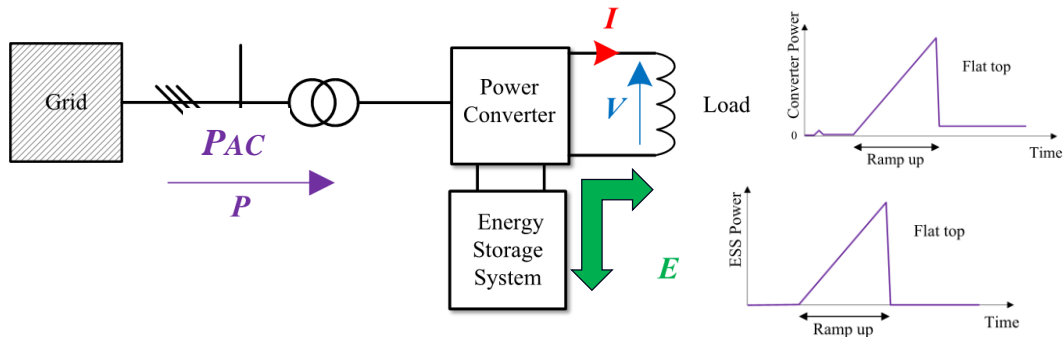 Grid
PAC
P
Power
Converter
I
V
Load
Energy
Storage
System
E
Converter Power
0
Flat top
Ramp up
Time
ESS Power
Flat top
Ramp up
Time